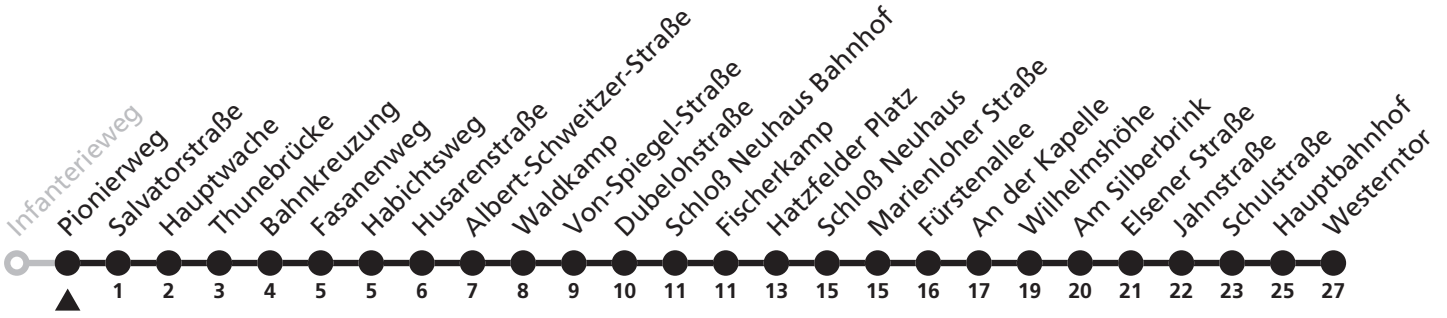 Infanterieweg
Pionierweg
Salvatorstraße
Hauptwache
Thunebrücke
Bahnkreuzung
Fasanenweg
Habichtsweg
Husarenstraße
Albert-Schweitzer-Straße
Waldkamp
Von-Spiegel-Straße
Dubelohstraße
Schloß Neuhaus Bahnhof
Fischerkamp
Hatzfelder Platz
Schloß Neuhaus
Marienloher Straße
Fürstenallee
An der Kapelle
Wilhelmshöhe
Am Silberbrink
Elsener Straße
Jahnstraße
Schulstraße
Hauptbahnhof
Westerntor
1 2 3 4 5 5 6 7 8 9 10 11 11 13 15 15 16 17 19 20 21 22 23 25 27